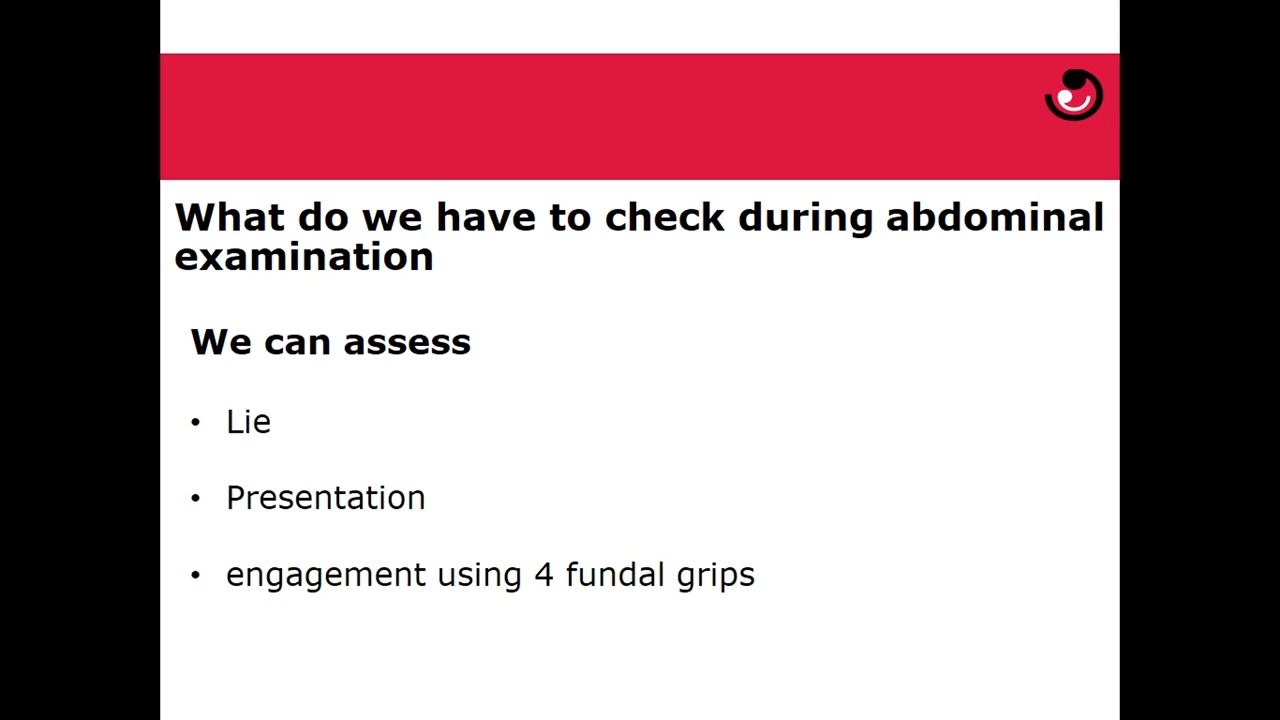 What do we have to check during abdominal
examination
We can assess
• Lie
• Presentation
• engagement using 4 fundal grips